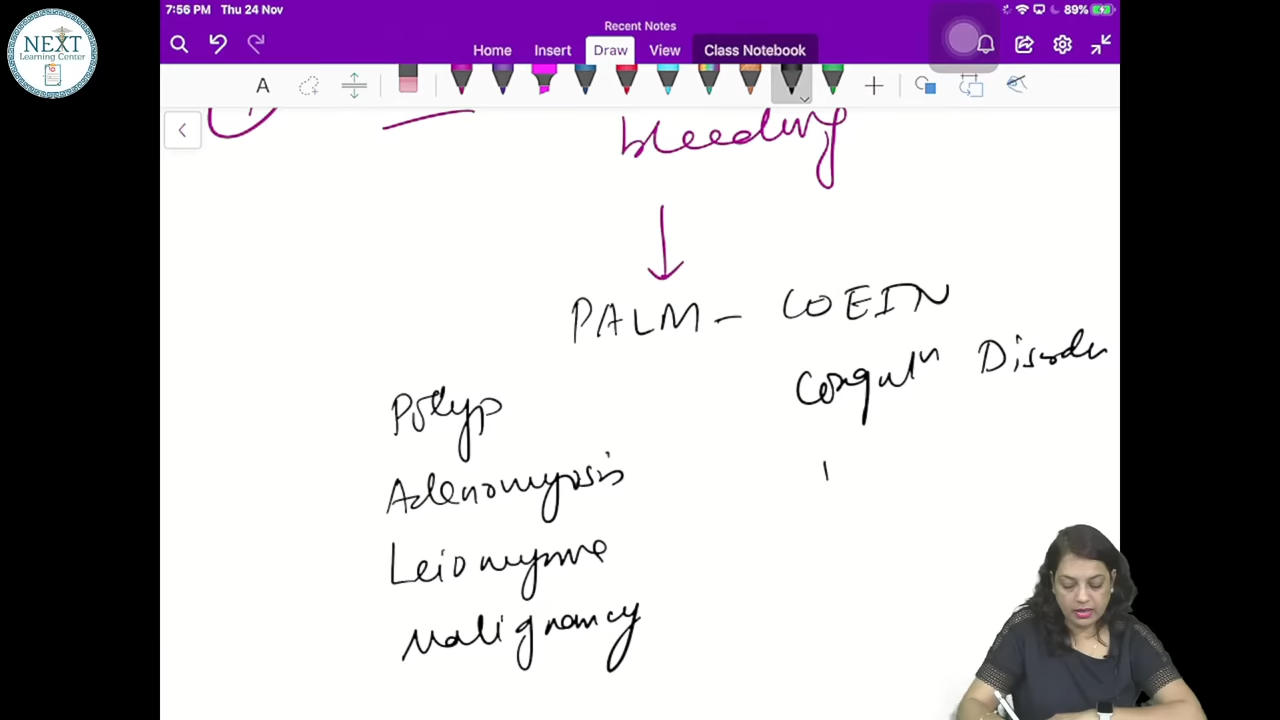 7:56 PM Thu 24 Nov
89%
NEXT
Learning Center
Recent Notes
Home Insert Draw View Class Notebook
A
bleeding
PALM - COEIN
Coagulⁿ Disorder
Polyp
Adenomyosis
Leiomyoma
Malignancy